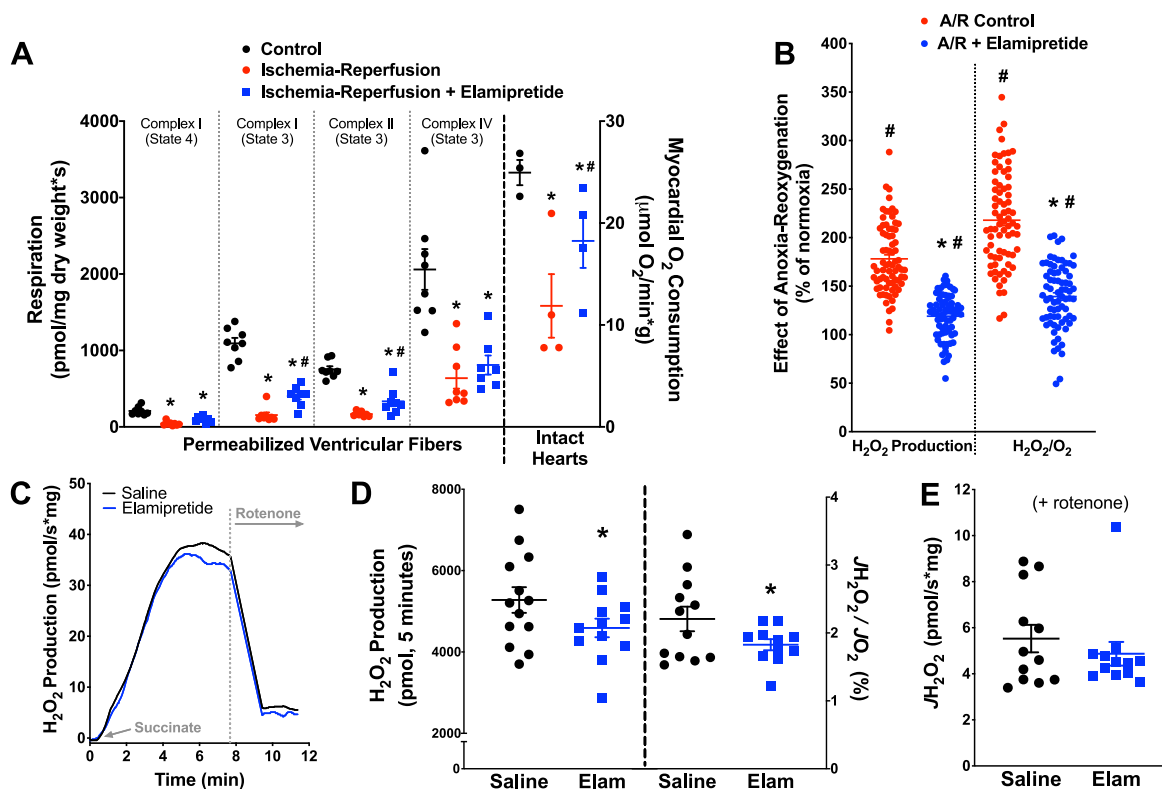 A
Control
Ischemia-Reperfusion
Ischemia-Reperfusion + Elamipretide
Complex I
(State 4)
Complex I
(State 3)
Complex II
(State 3)
Complex IV
(State 3)
Respiration
(pmol/mg dry weight*s)
4000
3000
2000
1000
0
* * * *# * *# * * * *#
30
20
10
0
Myocardial O₂ Consumption
(μmol O₂/min*g)
Permeabilized Ventricular Fibers
Intact
Hearts
B
A/R Control
A/R + Elamipretide
Effect of Anoxia-Reoxygenation
(% of normoxia)
400
350
300
250
200
150
100
50
0
# * # # * #
H₂O₂ Production
H₂O₂/O₂
C
Saline
Elamipretide
Rotenone
Succinate
H₂O₂ Production (pmol/s*mg)
50
40
30
20
10
0
0 2 4 6 8 10 12
Time (min)
D
H₂O₂ Production
(pmol, 5 minutes)
8000
6000
4000
2000
0
* *
4
3
2
1
0
JH₂O₂ / JO₂ (%)
Saline Elam Saline Elam
E
(+ rotenone)
JH₂O₂ (pmol/s*mg)
12
10
8
6
4
2
0
Saline Elam